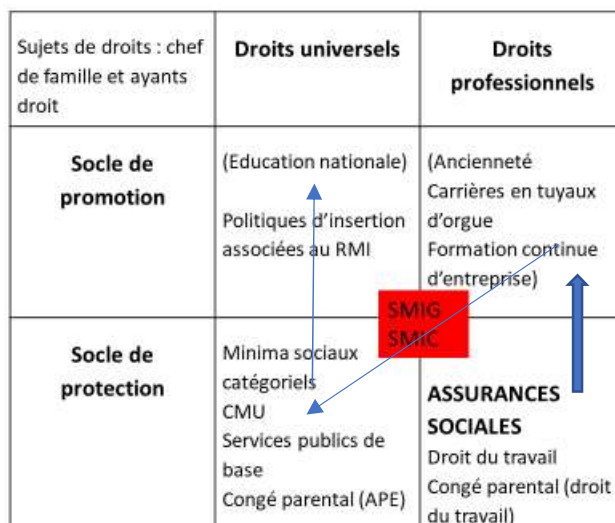 Sujets de droits : chef
de famille et ayants
droit
Droits universels
Droits
professionnels
Socle de
promotion
(Education nationale)
Politiques d'insertion
associées au RMI
(Ancienneté
Carrières en tuyaux
d'orgue
Formation continue
d'entreprise)
SMIG
SMIC
Socle de
protection
Minima sociaux
catégoriels
CMU
Services publics de
base
Congé parental (APE)
ASSURANCES
SOCIALES
Droit du travail
Congé parental (droit
du travail)